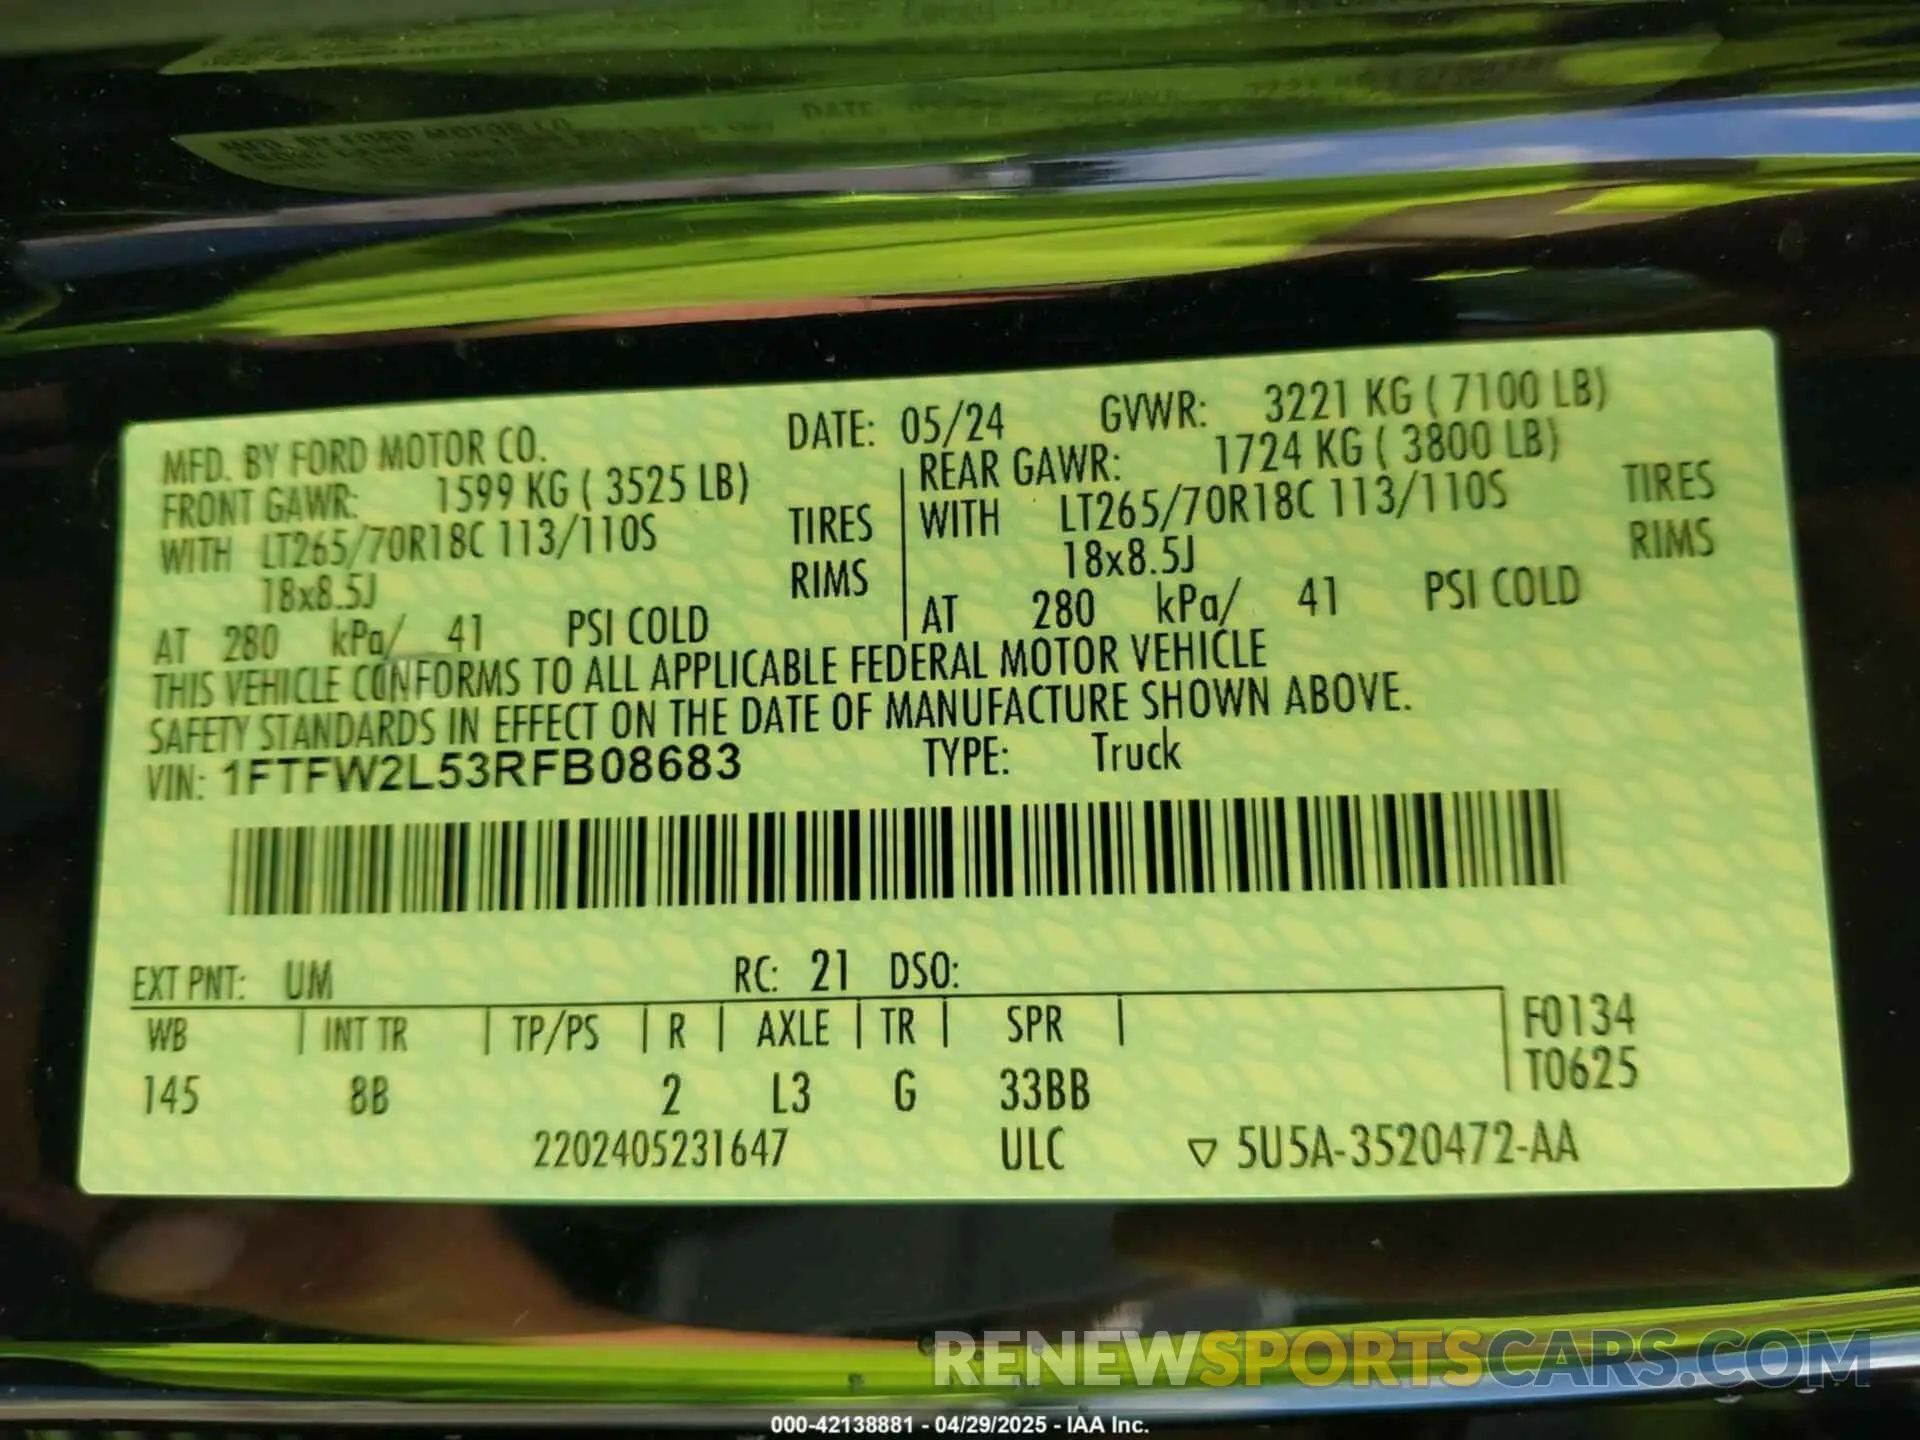 MFD. BY FORD MOTOR CO. DATE: 05/24 GVWR: 3221 KG ( 7100 LB)
FRONT GAWR: 1599 KG ( 3525 LB) REAR GAWR: 1724 KG ( 3800 LB)
WITH LT265/70R18C 113/110S TIRES WITH LT265/70R18C 113/110S TIRES
18x8.5J RIMS 18x8.5J RIMS
AT 280 kPa/ 41 PSI COLD AT 280 kPa/ 41 PSI COLD
THIS VEHICLE CONFORMS TO ALL APPLICABLE FEDERAL MOTOR VEHICLE
SAFETY STANDARDS IN EFFECT ON THE DATE OF MANUFACTURE SHOWN ABOVE.
VIN: 1FTFW2L53RFB08683 TYPE: Truck
EXT PNT: UM RC: 21 DSO:
WB INT TR TP/PS R AXLE TR SPR F0134
T0625
145 8B 2 L3 G 33BB
2202405231647 ULC ▽ 5U5A-3520472-AA
RENEWSPORTSCARS.COM
000-42138881 - 04/29/2025 - IAA Inc.